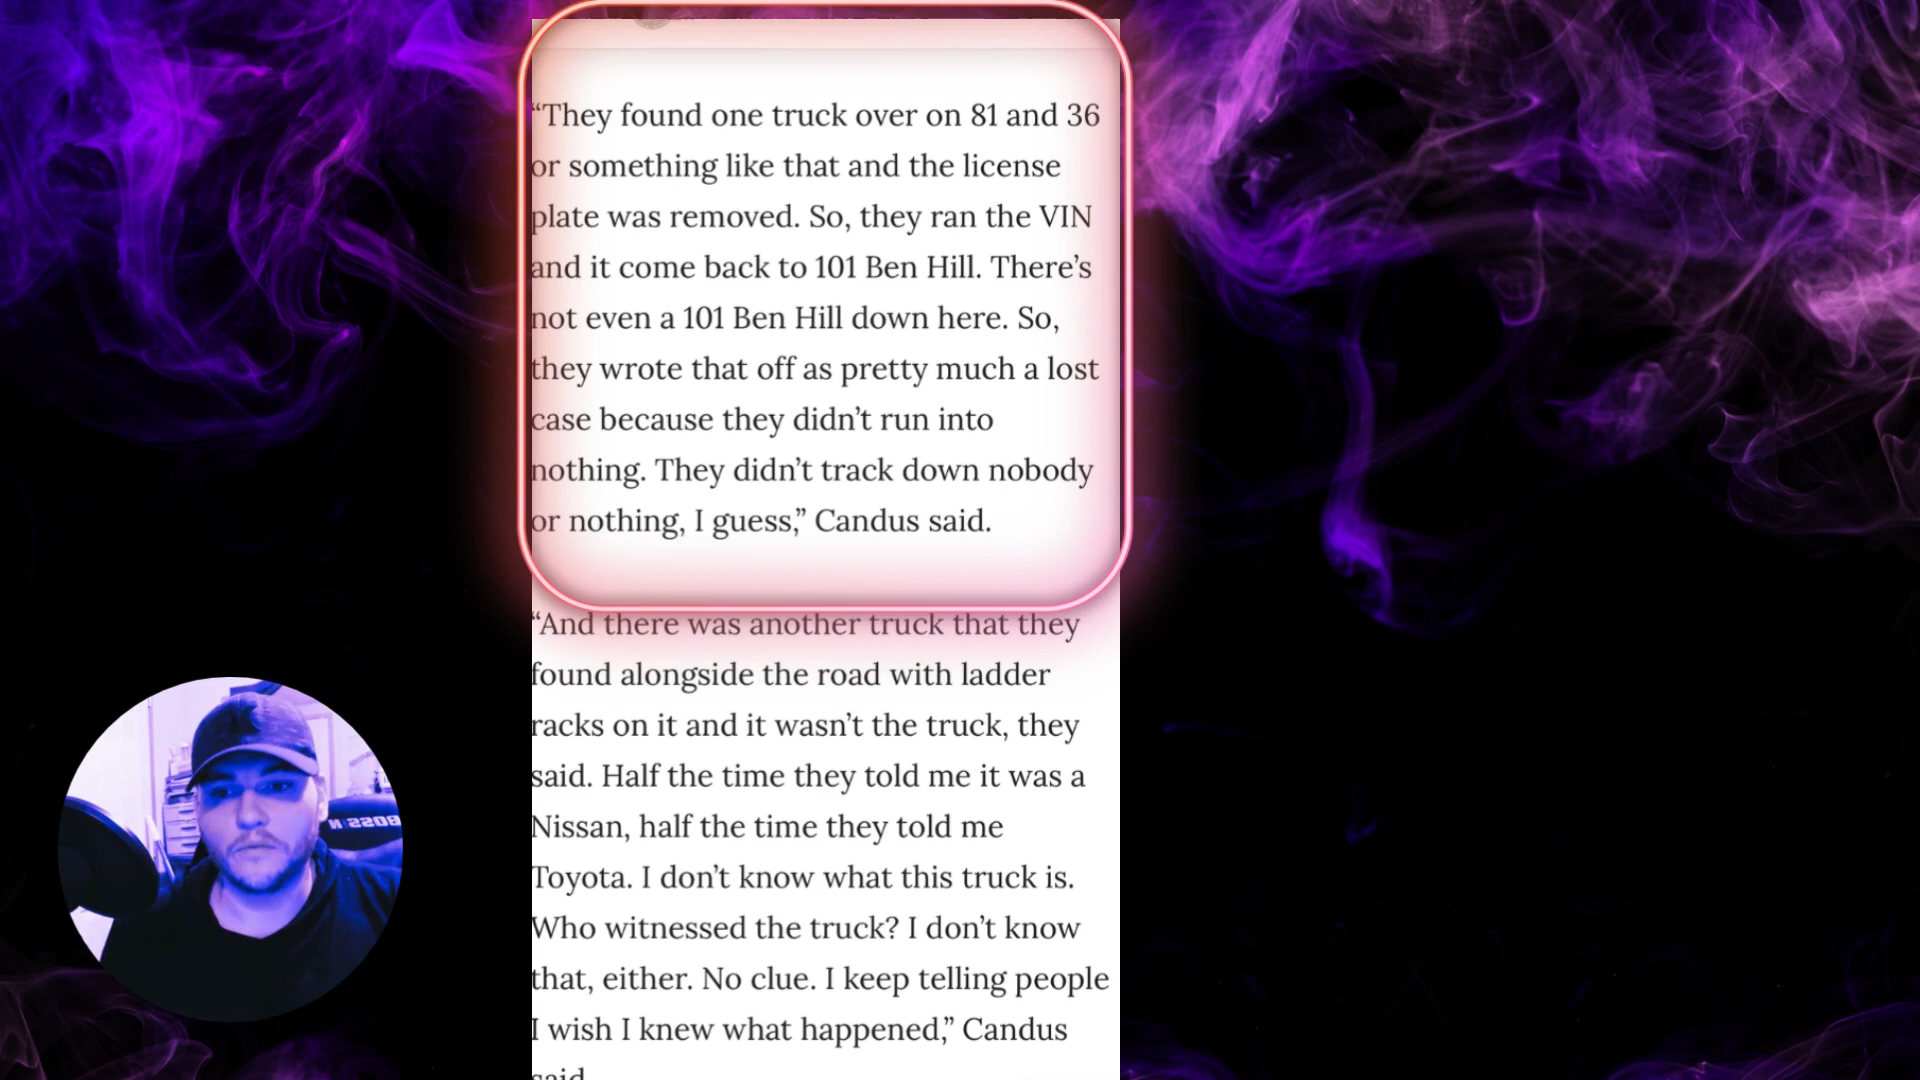 “They found one truck over on 81 and 36
or something like that and the license
plate was removed. So, they ran the VIN
and it come back to 101 Ben Hill. There’s
not even a 101 Ben Hill down here. So,
they wrote that off as pretty much a lost
case because they didn’t run into
nothing. They didn’t track down nobody
or nothing, I guess,” Candus said.
“And there was another truck that they
found alongside the road with ladder
racks on it and it wasn’t the truck, they
said. Half the time they told me it was a
Nissan, half the time they told me
Toyota. I don’t know what this truck is.
Who witnessed the truck? I don’t know
that, either. No clue. I keep telling people
I wish I knew what happened,” Candus
said